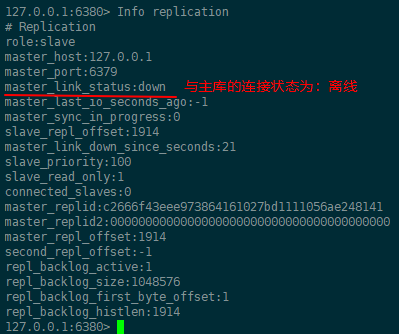 127.0.0.1:6380> Info replication
# Replication
role:slave
master_host:127.0.0.1
master_port:6379
master_link_status:down 与主库的连接状态为：离线
master_last_io_seconds_ago:-1
master_sync_in_progress:0
slave_repl_offset:1914
master_link_down_since_seconds:21
slave_priority:100
slave_read_only:1
connected_slaves:0
master_replid:c2666f43eee973864161027bd1111056ae248141
master_replid2:0000000000000000000000000000000000000000
master_repl_offset:1914
second_repl_offset:-1
repl_backlog_active:1
repl_backlog_size:1048576
repl_backlog_first_byte_offset:1
repl_backlog_histlen:1914
127.0.0.1:6380>